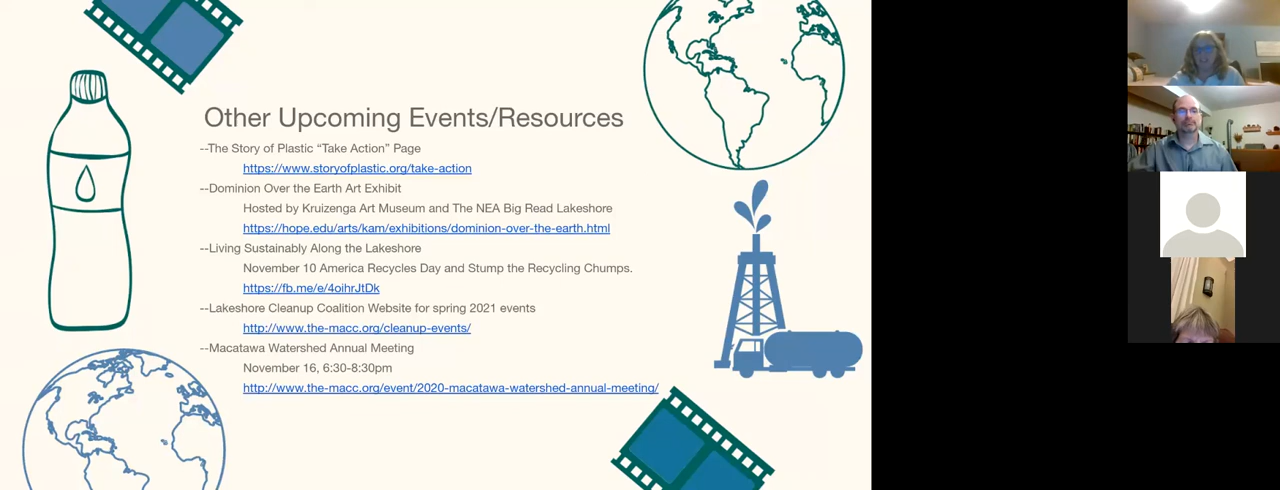 Other Upcoming Events/Resources
--The Story of Plastic “Take Action” Page
https://www.storyofplastic.org/take-action
--Dominion Over the Earth Art Exhibit
Hosted by Kruizenga Art Museum and The NEA Big Read Lakeshore
https://hope.edu/arts/kam/exhibitions/dominion-over-the-earth.html
--Living Sustainably Along the Lakeshore
November 10 America Recycles Day and Stump the Recycling Chumps.
https://fb.me/e/4oihrJtDk
--Lakeshore Cleanup Coalition Website for spring 2021 events
http://www.the-macc.org/cleanup-events/
--Macatawa Watershed Annual Meeting
November 16, 6:30-8:30pm
http://www.the-macc.org/event/2020-macatawa-watershed-annual-meeting/